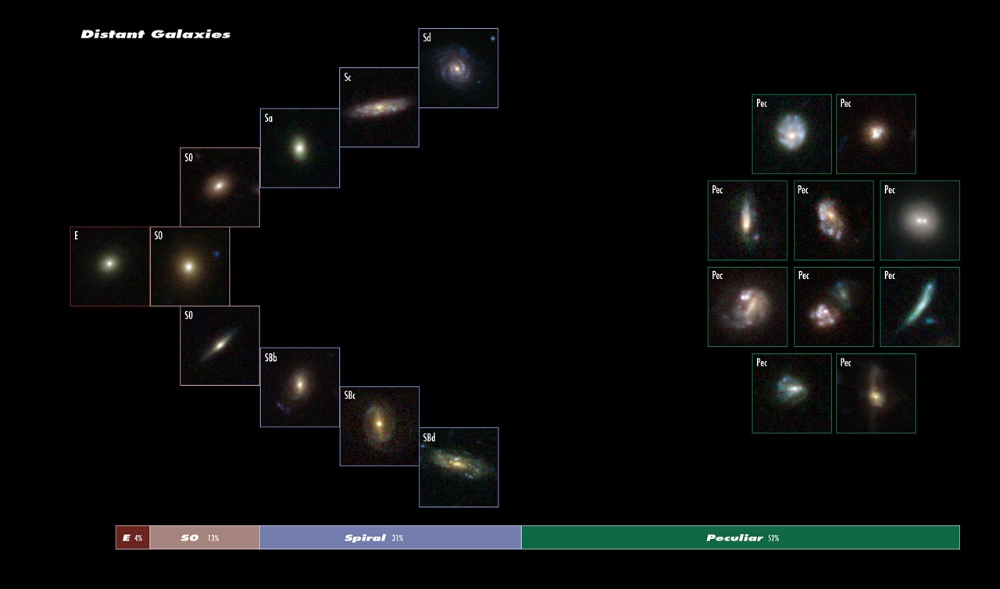 Distant Galaxies
Sd
Sc
Sa
S0
E
S0
S0
SBb
SBc
SBd
Pec
Pec
Pec
Pec
Pec
Pec
Pec
Pec
Pec
Pec
E 4%
S0 13%
Spiral 31%
Peculiar 52%